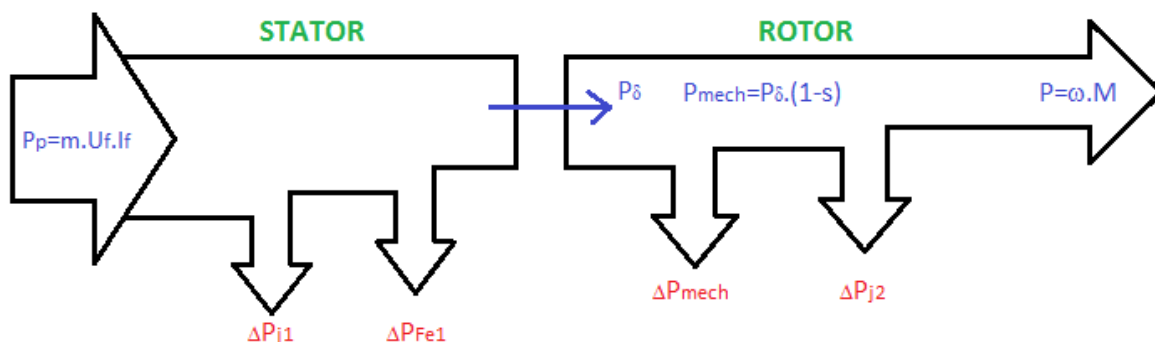 STATOR
ROTOR
Pp=m.Uf.If
Pδ
Pmech=Pδ.(1-s)
P=ω.M
ΔPj1
ΔPFe1
ΔPmech
ΔPj2